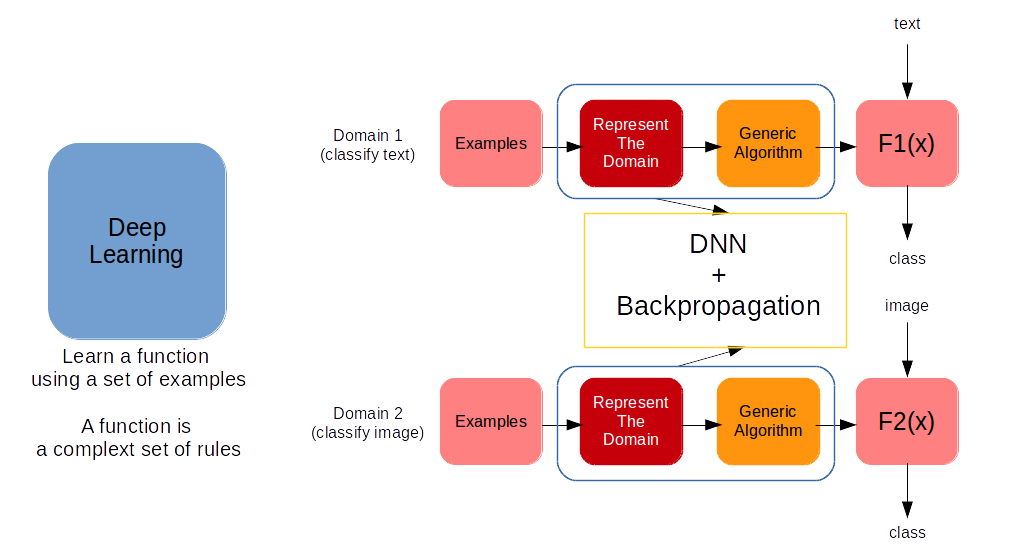 Deep
Learning
Learn a function
using a set of examples
A function is
a complext set of rules
text
Domain 1
(classify text)
Examples
Represent
The
Domain
Generic
Algorithm
F1(x)
class
DNN
+
Backpropagation
image
Domain 2
(classify image)
Examples
Represent
The
Domain
Generic
Algorithm
F2(x)
class